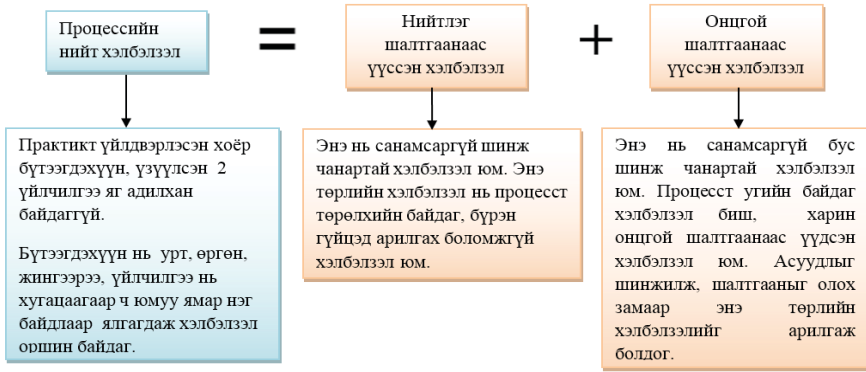 Процессийн
нийт хэлбэлзэл
=
Нийтлэг
шалтгаанаас
үүссэн хэлбэлзэл
+
Онцгой
шалтгаанаас
үүссэн хэлбэлзэл
Практикт үйлдвэрлэсэн хоёр
бүтээгдэхүүн, үзүүлсэн 2
үйлчилгээ яг адилхан
байдаггүй.
Бүтээгдэхүүн нь урт, өргөн,
жингээрээ, үйлчилгээ нь
хугацаагаар ч юмуу ямар нэг
байдлаар ялгагдаж хэлбэлзэл
оршин байдаг.
Энэ нь санамсаргүй шинж
чанартай хэлбэлзэл юм. Энэ
төрлийн хэлбэлзэл нь процесст
төрөлхийн байдаг, бүрэн
гүйцэд арилгах боломжгүй
хэлбэлзэл юм.
Энэ нь санамсаргүй бус
шинж чанартай хэлбэлзэл
юм. Процесст угийн байдаг
хэлбэлзэл биш, харин
онцгой шалтгаанаас үүдсэн
хэлбэлзэл юм. Асуудлыг
шинжилж, шалтгааныг олох
замаар энэ төрлийн
хэлбэлзэлийг арилгаж
болдог.